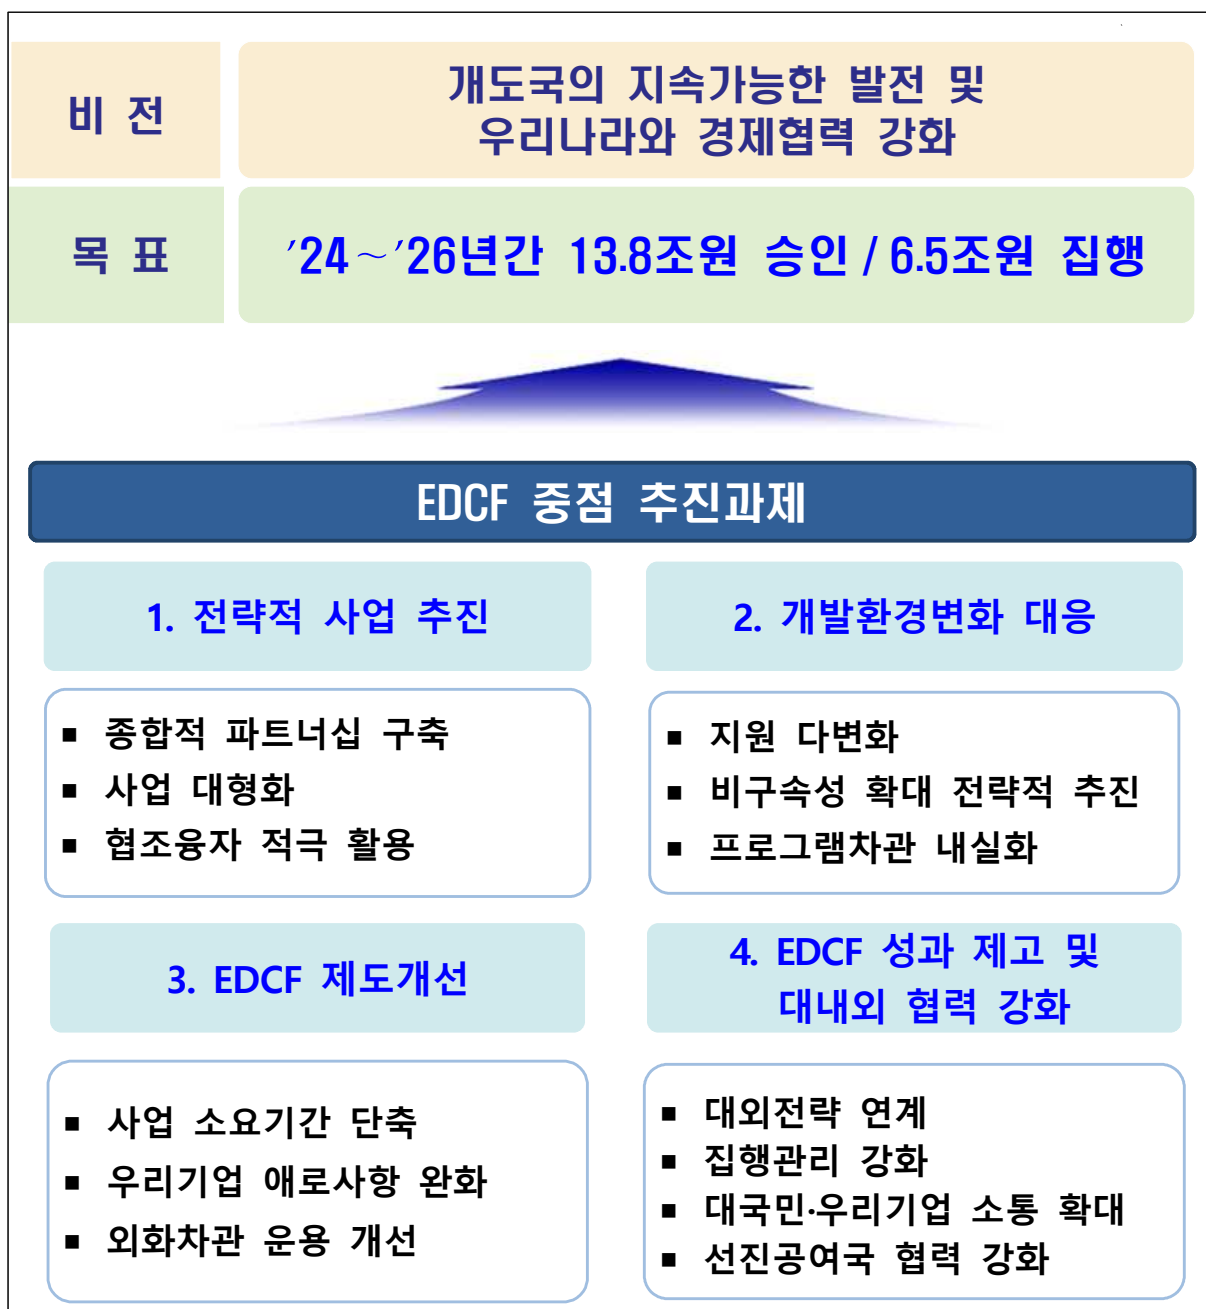 비 전
개도국의 지속가능한 발전 및
우리나라와 경제협력 강화
목 표
′24～′26년간 13.8조원 승인 / 6.5조원 집행
EDCF 중점 추진과제
1. 전략적 사업 추진
■ 종합적 파트너십 구축
■ 사업 대형화
■ 협조융자 적극 활용
2. 개발환경변화 대응
■ 지원 다변화
■ 비구속성 확대 전략적 추진
■ 프로그램차관 내실화
3. EDCF 제도개선
■ 사업 소요기간 단축
■ 우리기업 애로사항 완화
■ 외화차관 운용 개선
4. EDCF 성과 제고 및
대내외 협력 강화
■ 대외전략 연계
■ 집행관리 강화
■ 대국민·우리기업 소통 확대
■ 선진공여국 협력 강화